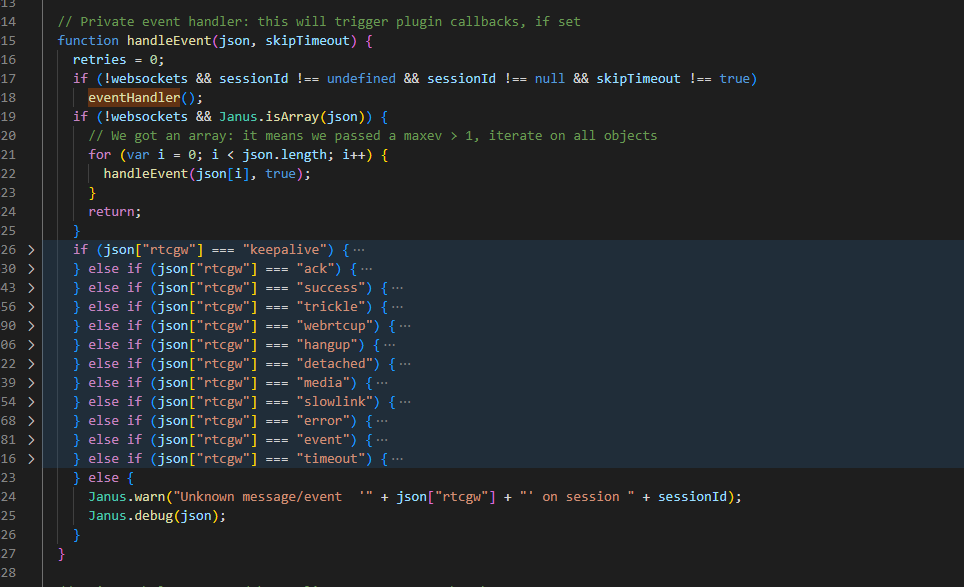 13
14 // Private event handler: this will trigger plugin callbacks, if set
15 function handleEvent(json, skipTimeout) {
16 retries = 0;
17 if (!websockets && sessionId !== undefined && sessionId !== null && skipTimeout !== true)
18 eventHandler();
19 if (!websockets && Janus.isArray(json)) {
20 // We got an array: it means we passed a maxev > 1, iterate on all objects
21 for (var i = 0; i < json.length; i++) {
22 handleEvent(json[i], true);
23 }
24 return;
25 }
26 if (json["rtcgw"] === "keepalive") { ⋯
30 } else if (json["rtcgw"] === "ack") { ⋯
43 } else if (json["rtcgw"] === "success") { ⋯
56 } else if (json["rtcgw"] === "trickle") { ⋯
90 } else if (json["rtcgw"] === "webrtcup") { ⋯
06 } else if (json["rtcgw"] === "hangup") { ⋯
22 } else if (json["rtcgw"] === "detached") { ⋯
39 } else if (json["rtcgw"] === "media") { ⋯
54 } else if (json["rtcgw"] === "slowlink") { ⋯
68 } else if (json["rtcgw"] === "error") { ⋯
81 } else if (json["rtcgw"] === "event") { ⋯
16 } else if (json["rtcgw"] === "timeout") { ⋯
23 } else {
24 Janus.warn("Unknown message/event  '" + json["rtcgw"] + "' on session " + sessionId);
25 Janus.debug(json);
26 }
27 }
28